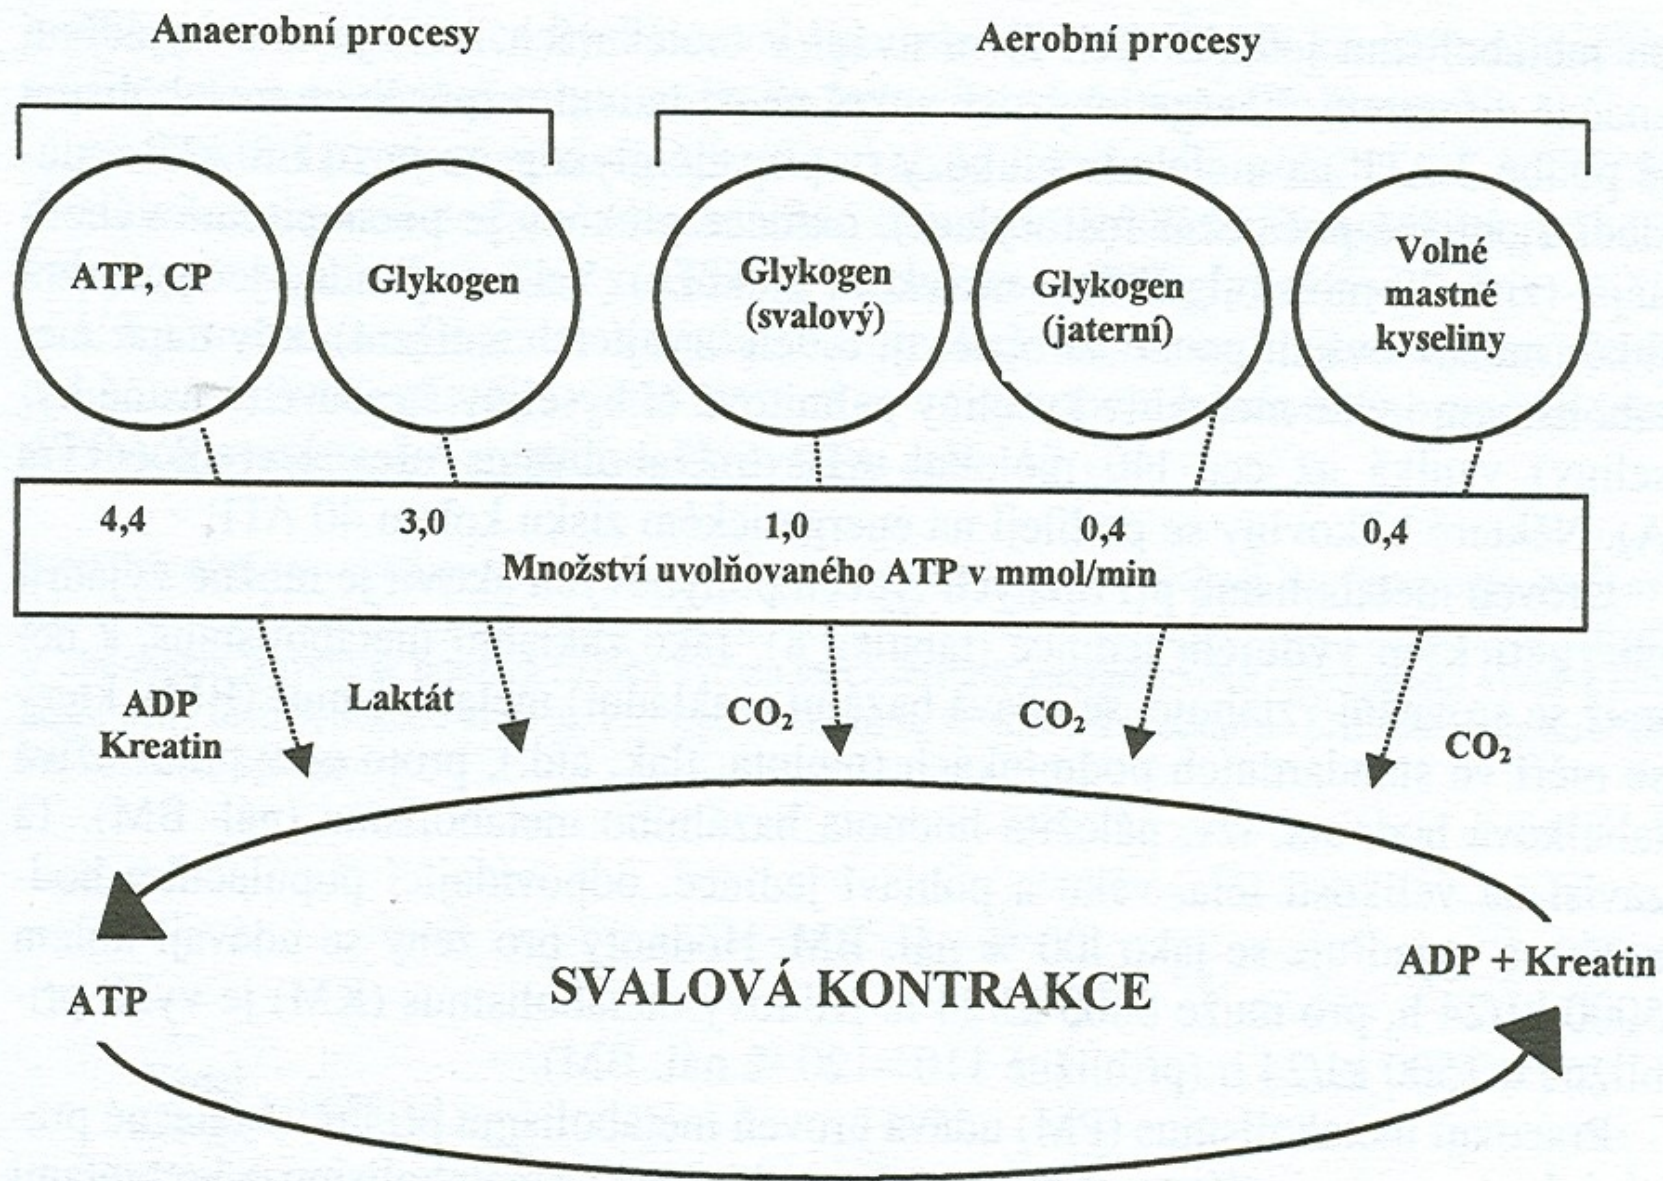 Anaerobní procesy
Aerobní procesy
ATP, CP
Glykogen
Glykogen
(svalový)
Glykogen
(jaterní)
Volné
mastné
kyseliny
4,4
3,0
1,0
0,4
0,4
Množství uvolňovaného ATP v mmol/min
ADP
Kreatin
Laktát
CO₂
CO₂
CO₂
ATP
SVALOVÁ KONTRAKCE
ADP + Kreatin